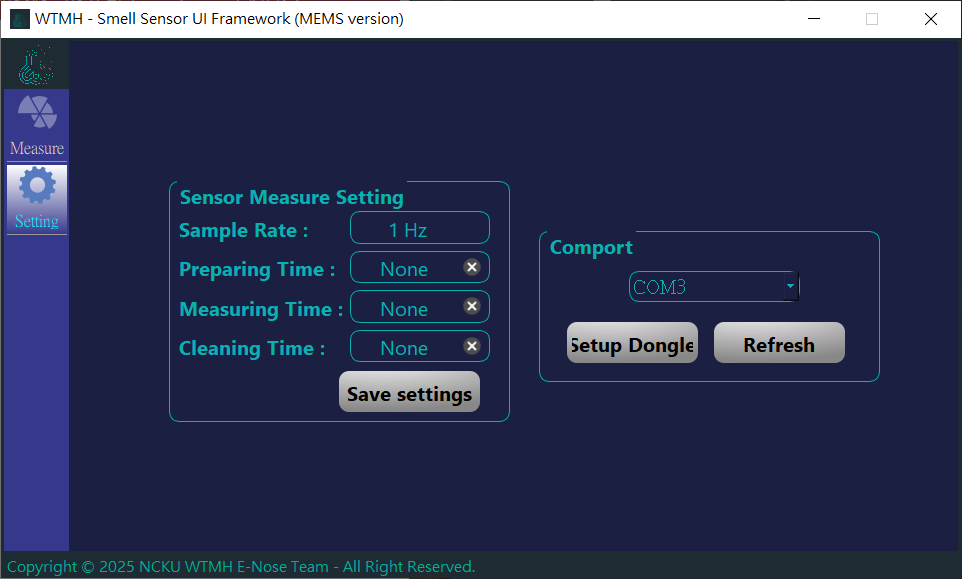 WTMH - Smell Sensor UI Framework (MEMS version)
Measure
Setting
Sensor Measure Setting
Sample Rate : 1 Hz
Preparing Time : None
Measuring Time : None
Cleaning Time : None
Save settings
Comport
COM3
Setup Dongle Refresh
Copyright © 2025 NCKU WTMH E-Nose Team - All Right Reserved.